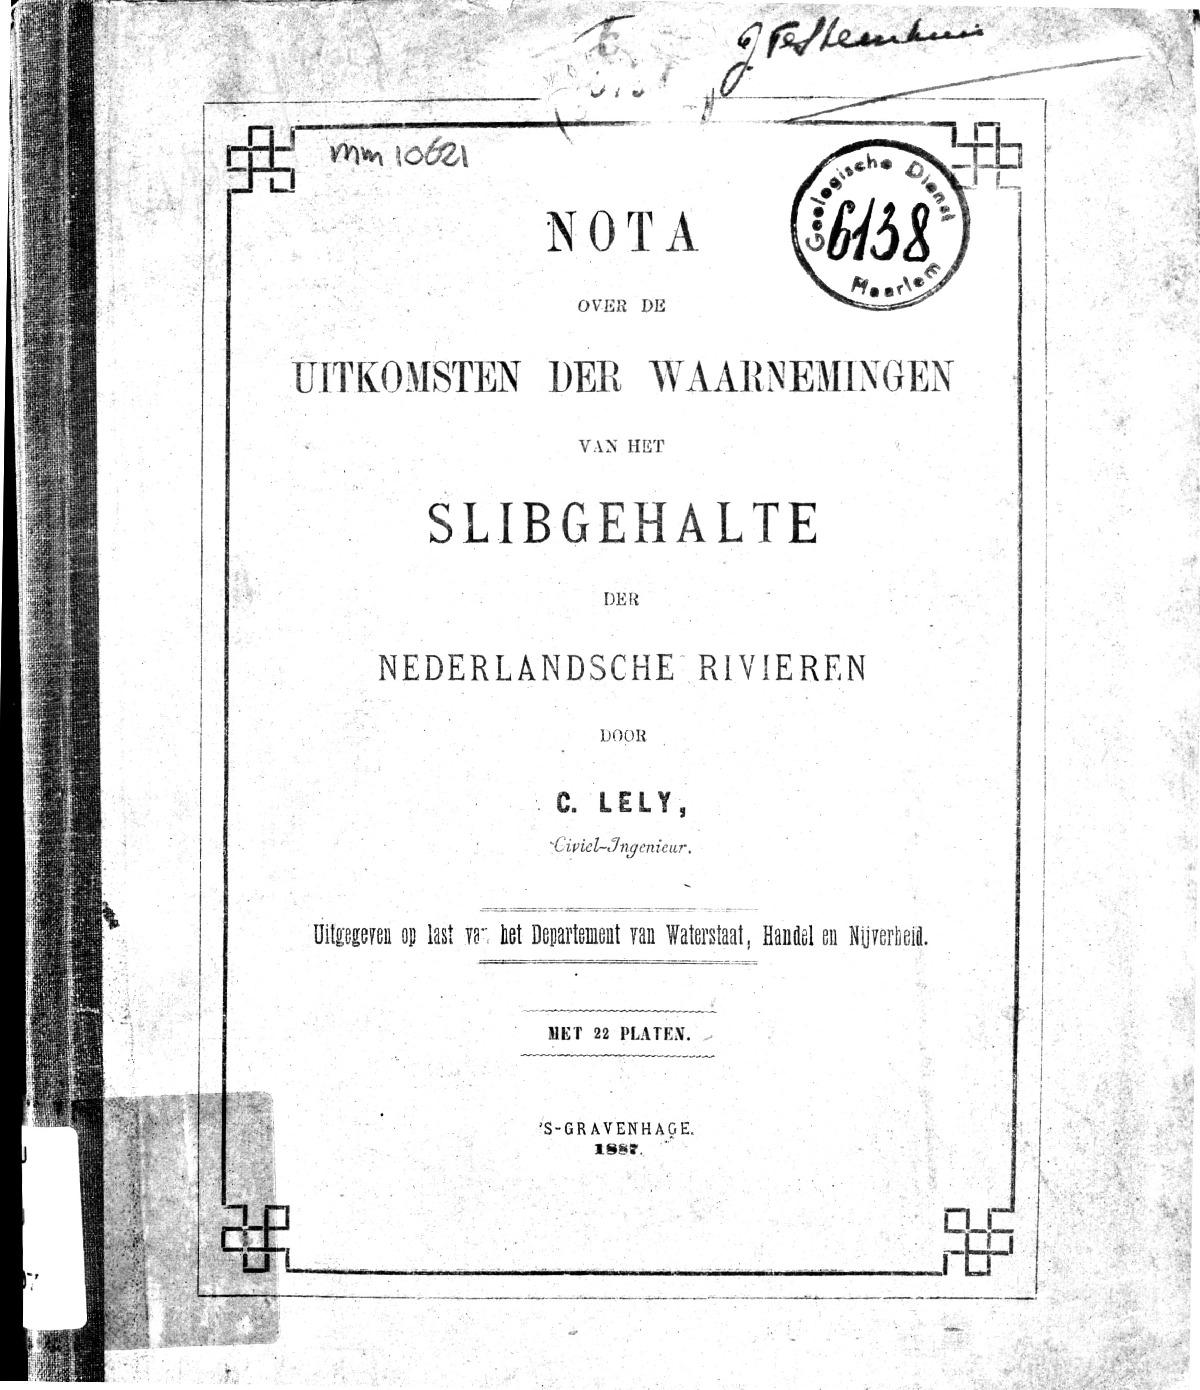 mm 10621
Geologische Dienst
6138
Haarlem
NOTA
OVER DE
UITKOMSTEN DER WAARNEMINGEN
VAN HET
SLIBGEHALTE
DER
NEDERLANDSCHE RIVIEREN
DOOR
C. LELY,
Civiel-Ingenieur.
Uitgegeven op last van het Departement van Waterstaat, Handel en Nijverheid.
MET 22 PLATEN.
'S-GRAVENHAGE.
1887.